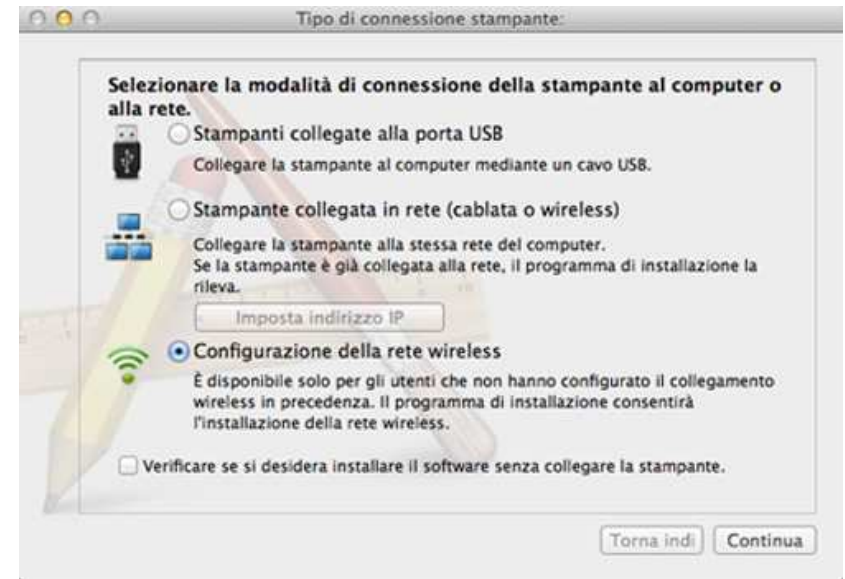 Tipo di connessione stampante:
Selezionare la modalità di connessione della stampante al computer o
alla rete.
Stampanti collegate alla porta USB
Collegare la stampante al computer mediante un cavo USB.
Stampante collegata in rete (cablata o wireless)
Collegare la stampante alla stessa rete del computer.
Se la stampante è già collegata alla rete, il programma di installazione la
rileva.
Imposta indirizzo IP
Configurazione della rete wireless
È disponibile solo per gli utenti che non hanno configurato il collegamento
wireless in precedenza. Il programma di installazione consentirà
l'installazione della rete wireless.
Verificare se si desidera installare il software senza collegare la stampante.
Torna indi Continua